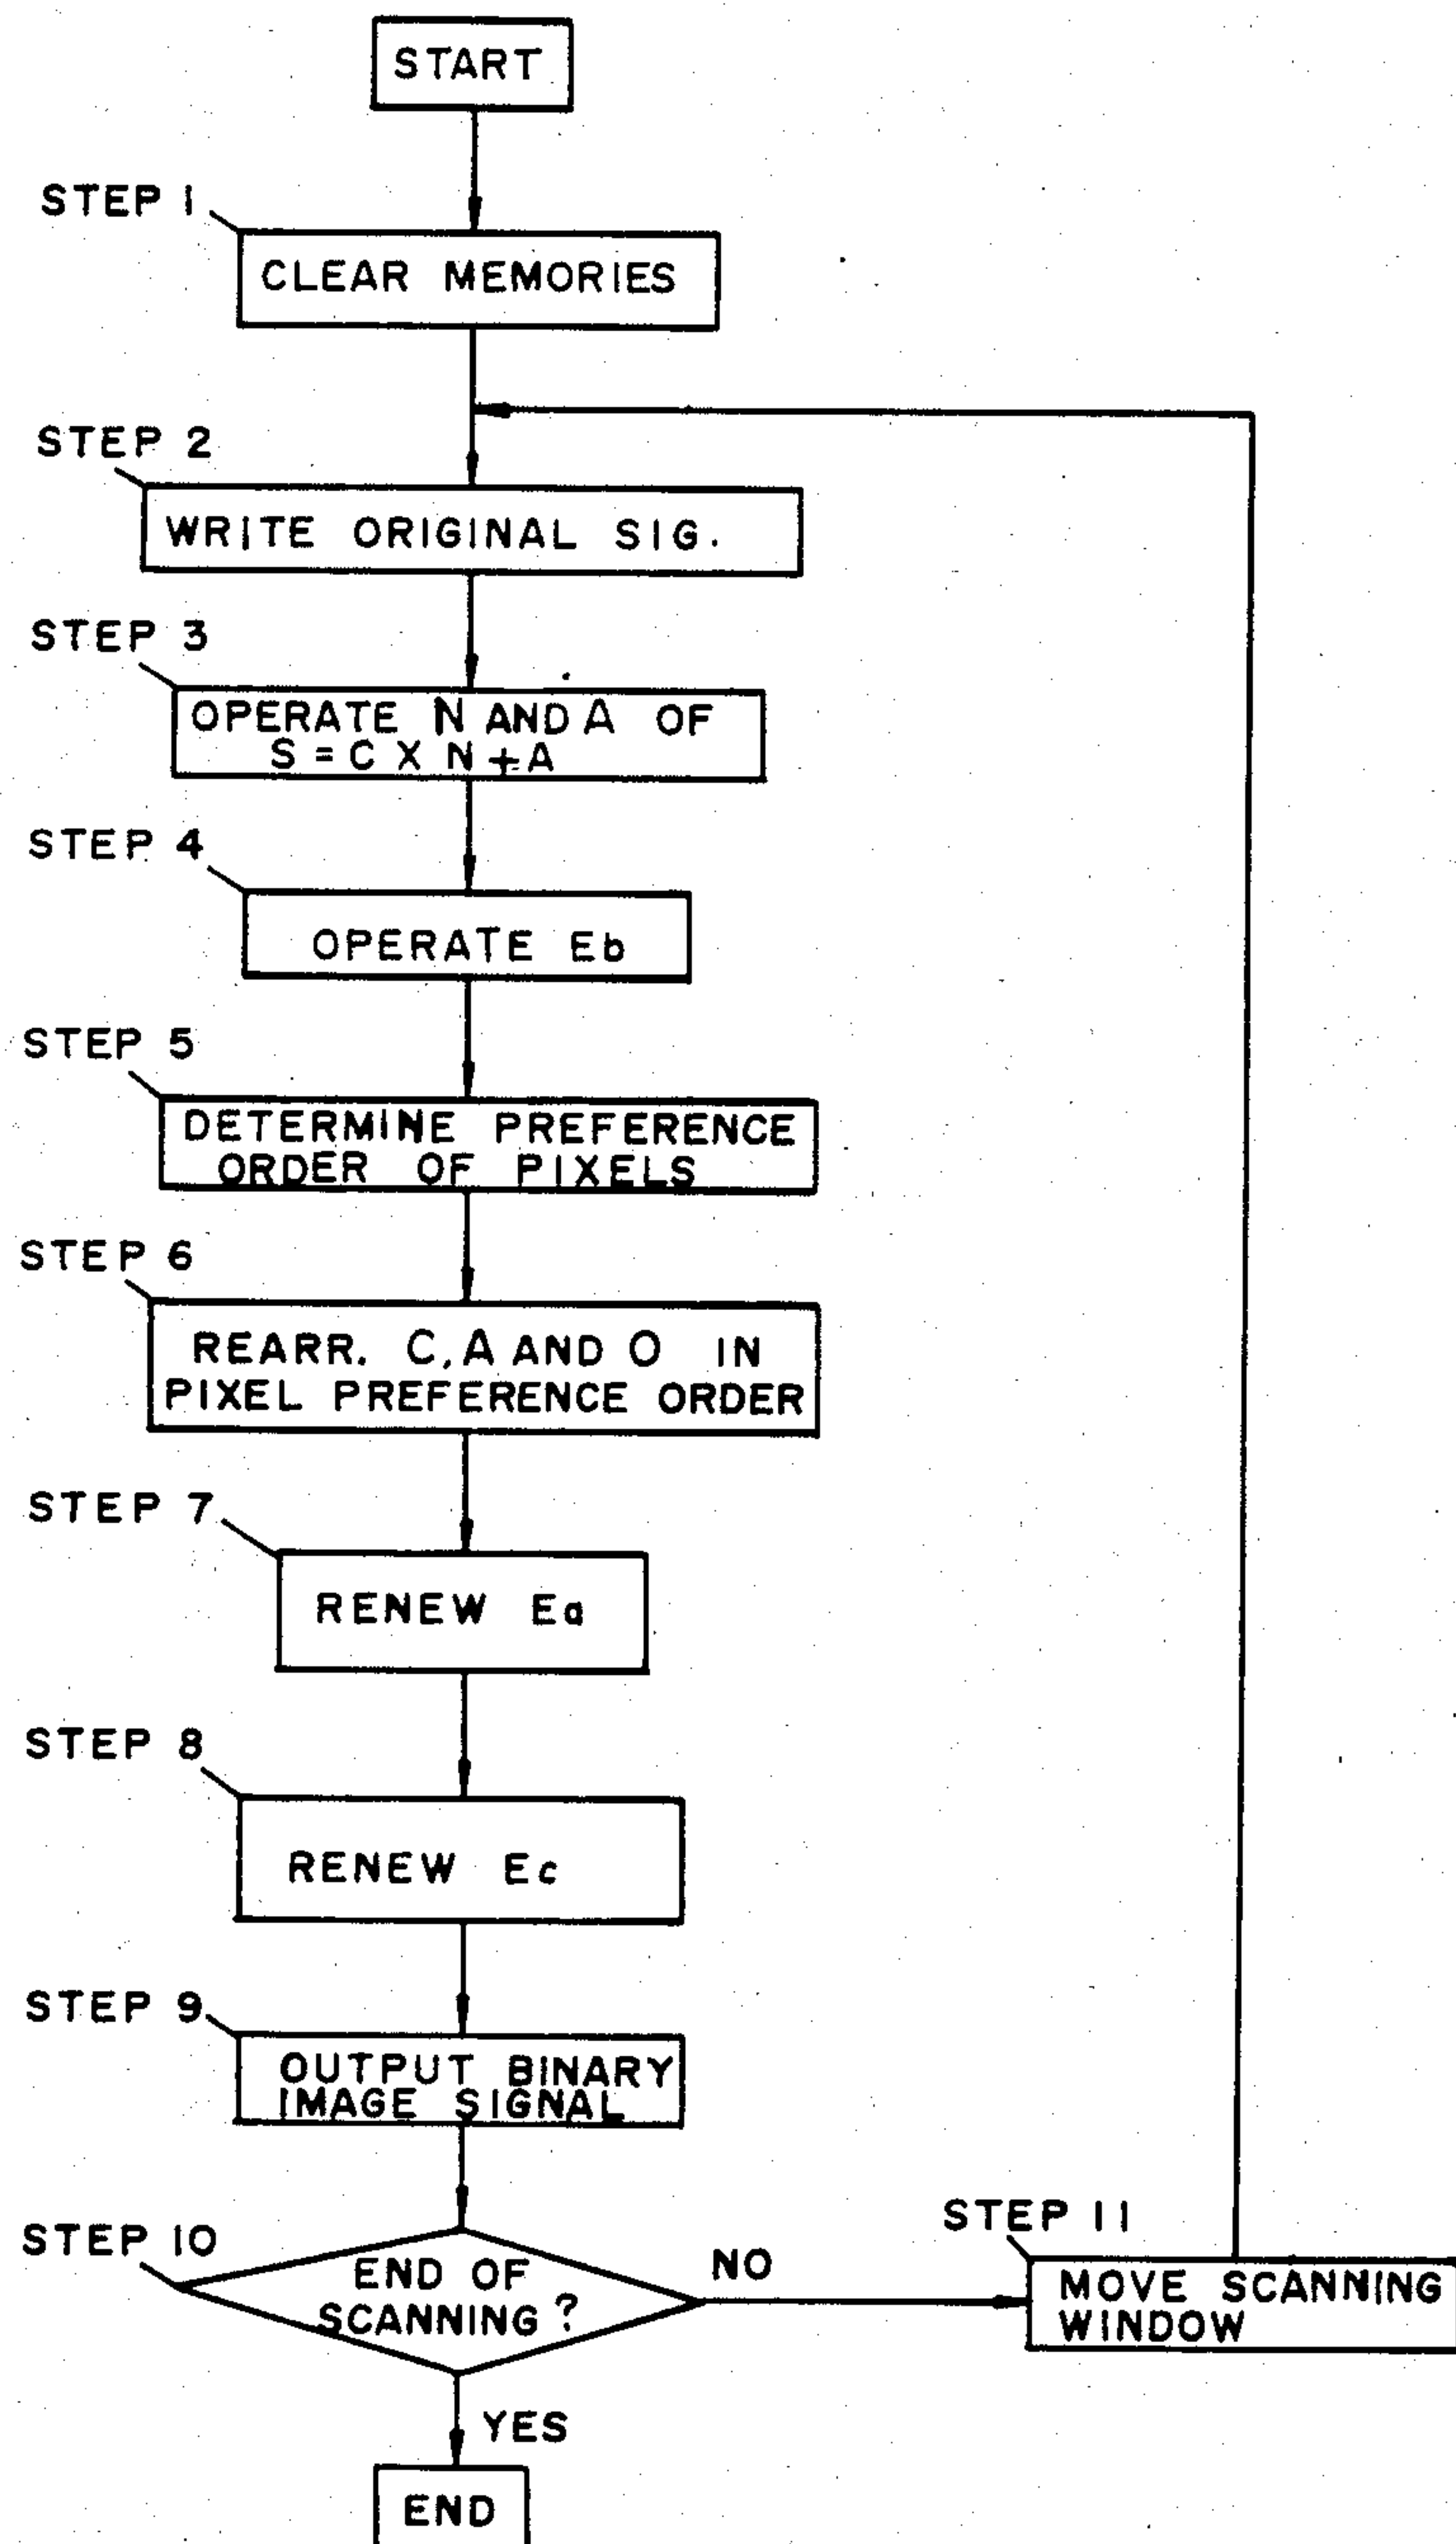 START
STEP 1
CLEAR MEMORIES
STEP 2
WRITE ORIGINAL SIG.
STEP 3
OPERATE N AND A OF
S = C X N + A
STEP 4
OPERATE Eb
STEP 5
DETERMINE PREFERENCE
ORDER OF PIXELS
STEP 6
REARR. C, A AND O IN
PIXEL PREFERENCE ORDER
STEP 7
RENEW Ea
STEP 8
RENEW Ec
STEP 9
OUTPUT BINARY
IMAGE SIGNAL
STEP 10
END OF
SCANNING ?
NO
STEP 11
MOVE SCANNING
WINDOW
YES
END